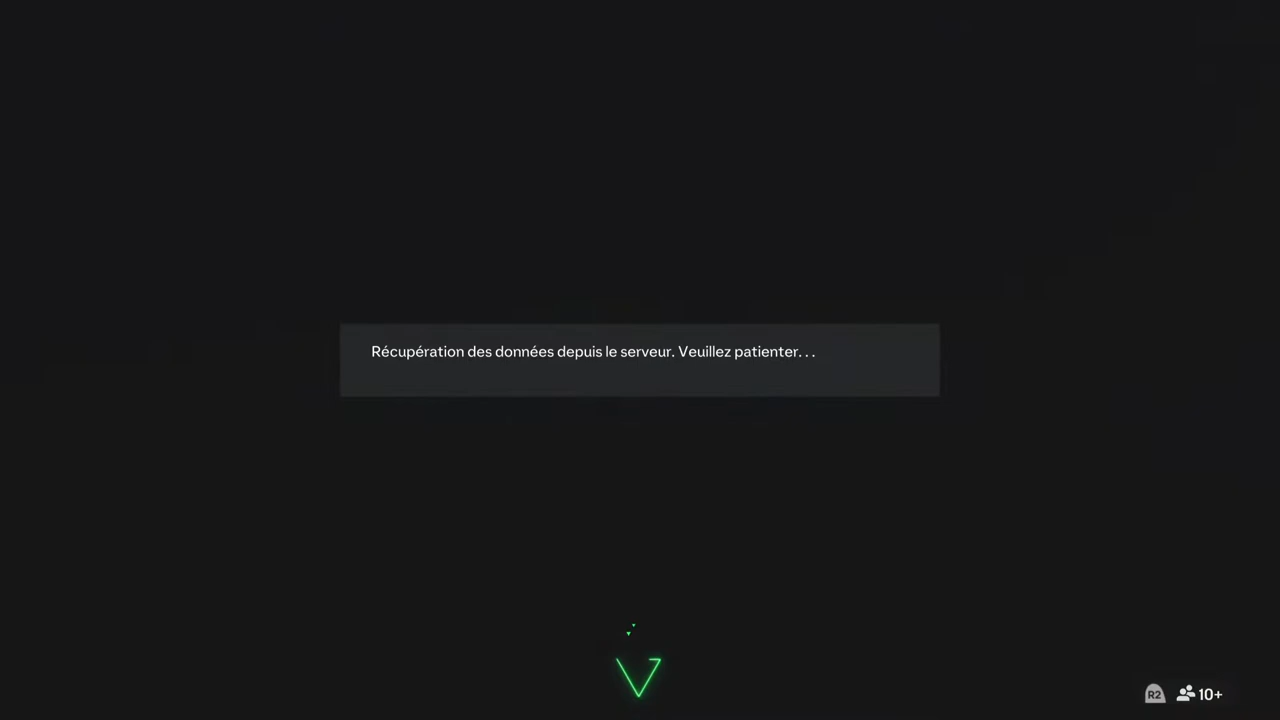 Récupération des données depuis le serveur. Veuillez patienter. . .
R2 10+